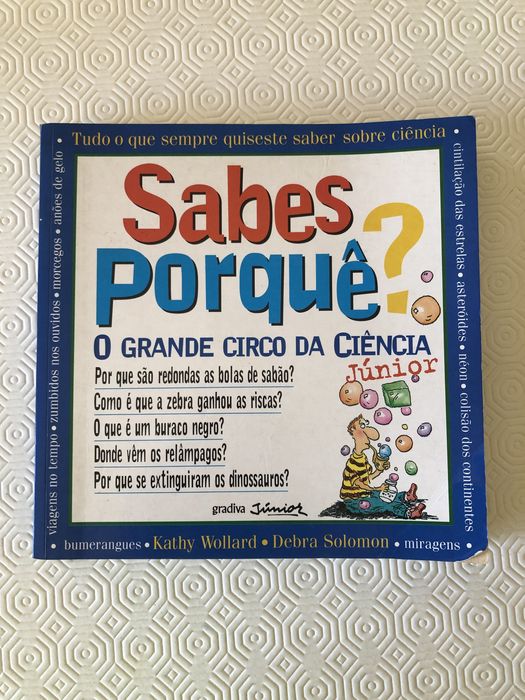 Tudo o que sempre quiseste saber sobre ciência
Sabes
Porquê?
O GRANDE CIRCO DA CIÊNCIA
Júnior
Por que são redondas as bolas de sabão?
Como é que a zebra ganhou as riscas?
O que é um buraco negro?
Donde vêm os relâmpagos?
Por que se extinguiram os dinossauros?
gradiva Júnior
viagens no tempo • zumbidos nos ouvidos • morcegos • anões de gelo
cintilação das estrelas • asteróides • néon • colisão dos continentes
• bumerangues • Kathy Wollard • Debra Solomon • miragens •